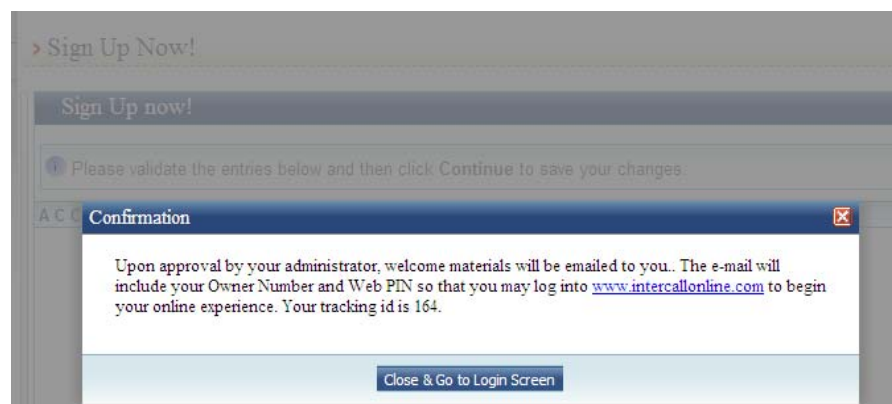 › Sign Up Now!
Sign Up now!
Please validate the entries below and then click Continue to save your changes
A C C
Confirmation
Upon approval by your administrator, welcome materials will be emailed to you.. The e-mail will
include your Owner Number and Web PIN so that you may log into www.intercallonline.com to begin
your online experience. Your tracking id is 164.
Close & Go to Login Screen